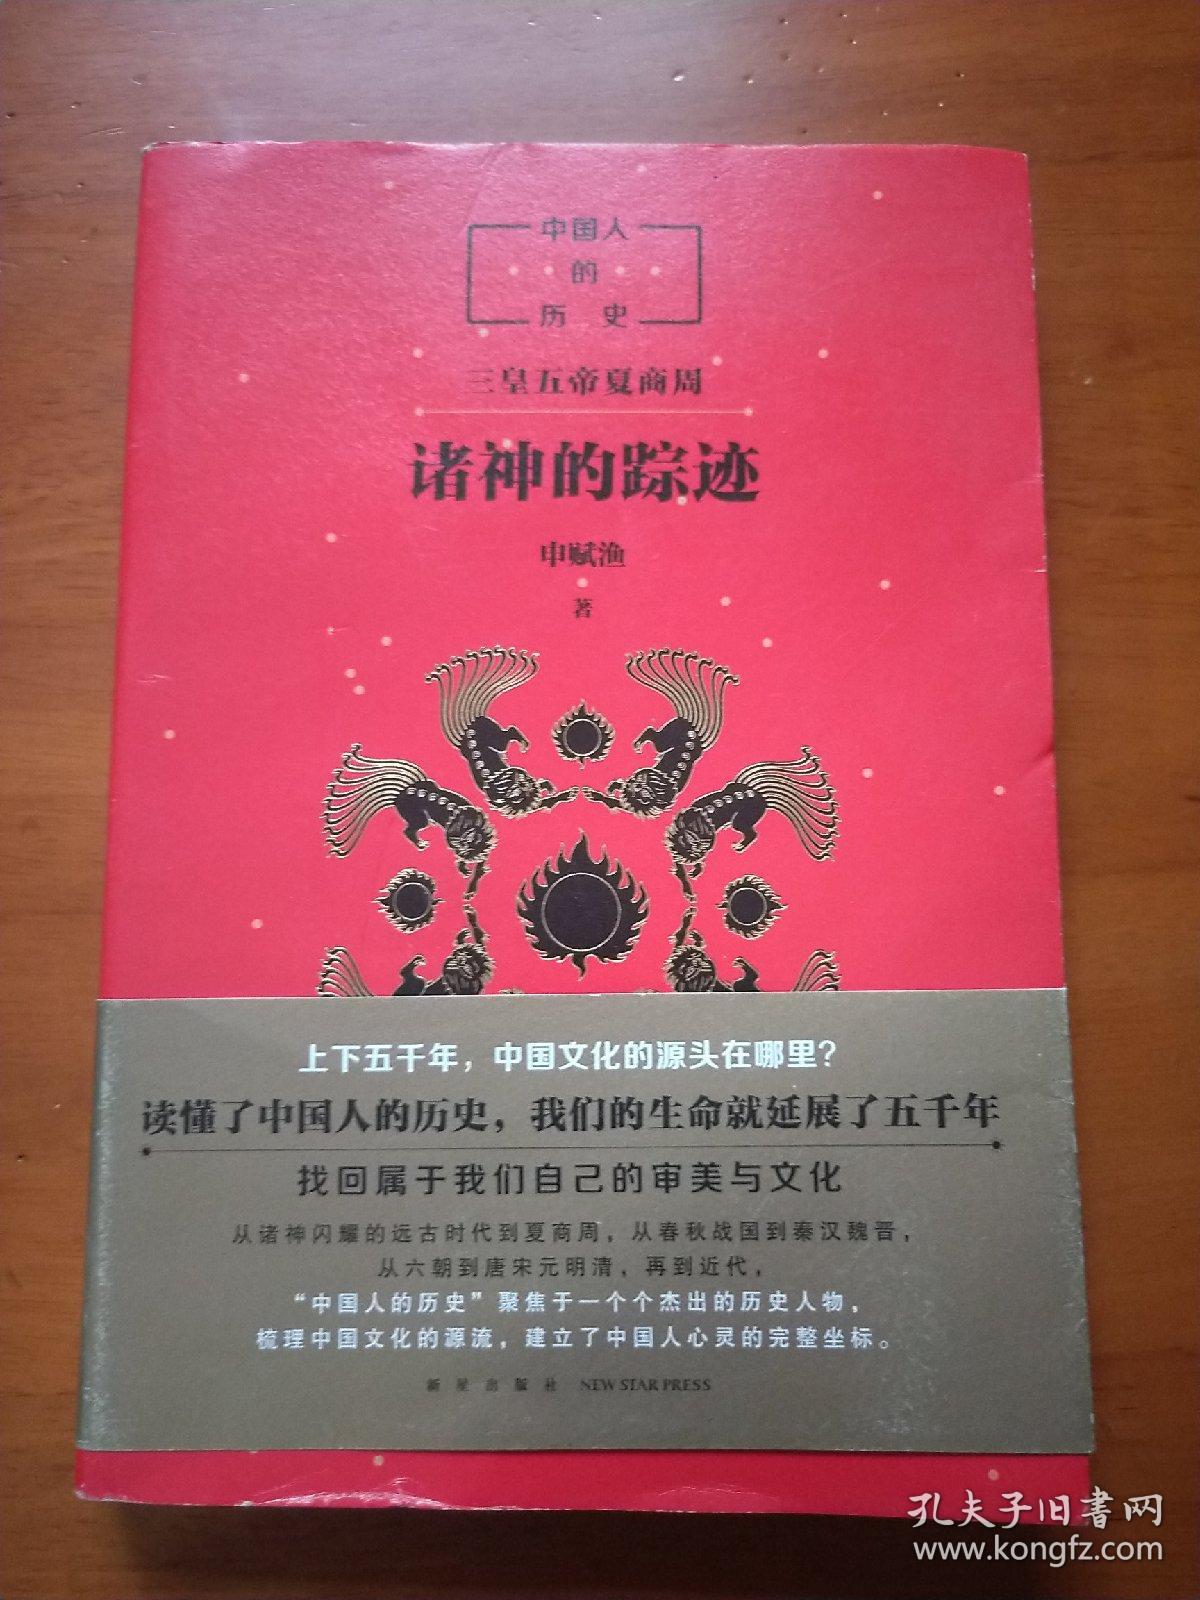 中国人
的
历史
三皇五帝夏商周
诸神的踪迹
申赋渔
著
上下五千年，中国文化的源头在哪里？
读懂了中国人的历史，我们的生命就延展了五千年
找回属于我们自己的审美与文化
从诸神闪耀的远古时代到夏商周，从春秋战国到秦汉魏晋，
从六朝到唐宋元明清，再到近代，
“中国人的历史”聚焦于一个个杰出的历史人物，
梳理中国文化的源流，建立了中国人心灵的完整坐标。
新星出版社 NEW STAR PRESS
孔夫子旧书网
www.kongfz.com